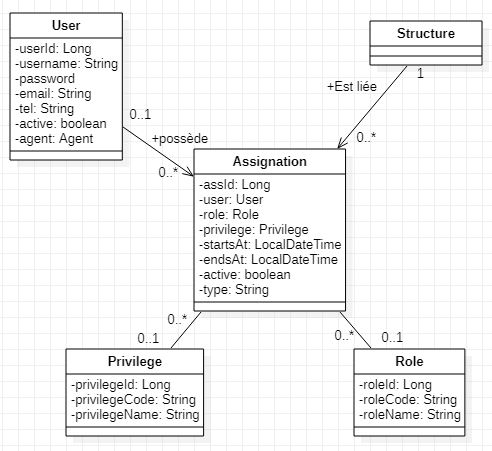 User
-userId: Long
-username: String
-password
-email: String
-tel: String
-active: boolean
-agent: Agent
Structure
1
+Est liée
0..*
0..1
+possède
0..*
Assignation
-assId: Long
-user: User
-role: Role
-privilege: Privilege
-startsAt: LocalDateTime
-endsAt: LocalDateTime
-active: boolean
-type: String
0..*
0..1
0..*
0..1
Privilege
-privilegeId: Long
-privilegeCode: String
-privilegeName: String
Role
-roleId: Long
-roleCode: String
-roleName: String